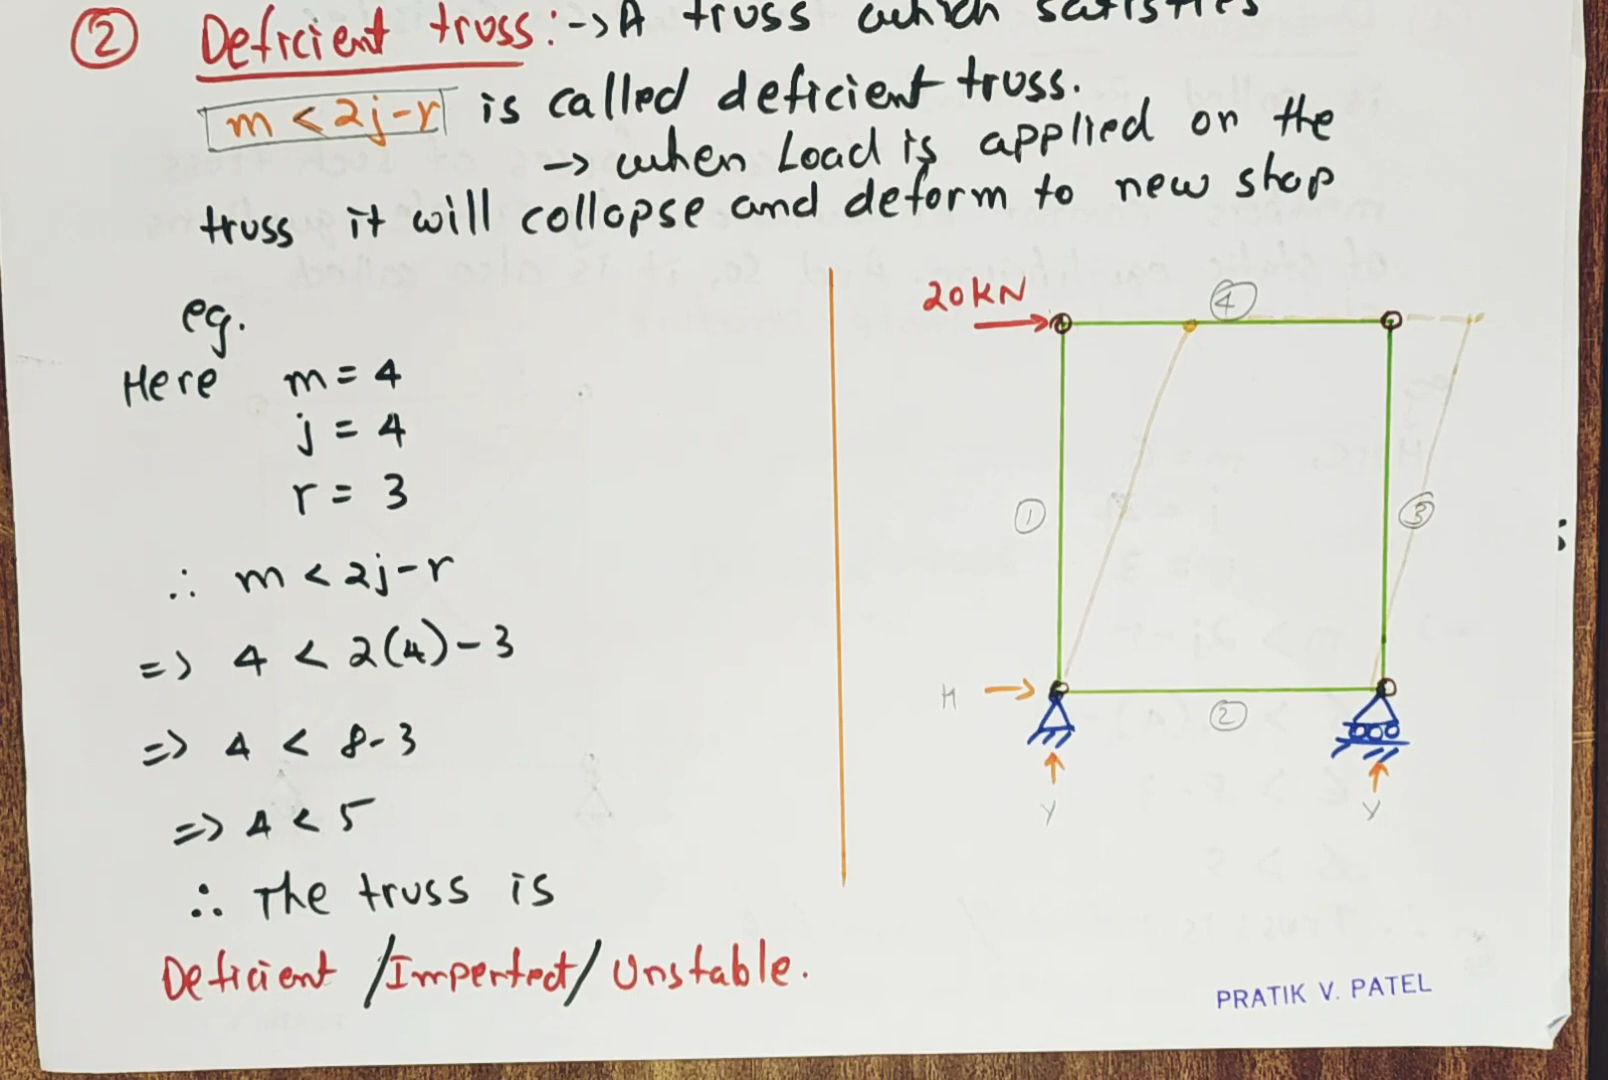 ② Deficient truss:-> A truss which satisfies
m < 2j-r is called deficient truss.
-> when Load is applied on the
truss it will collapse and deform to new shap
eg.
Here m = 4
j = 4
r = 3
∴ m < 2j-r
=> 4 < 2(4)-3
=> 4 < 8-3
=> 4 < 5
∴ The truss is
Deficient /Imperfect/ Unstable.
20KN
④
①
③
H
②
Y Y
PRATIK V. PATEL